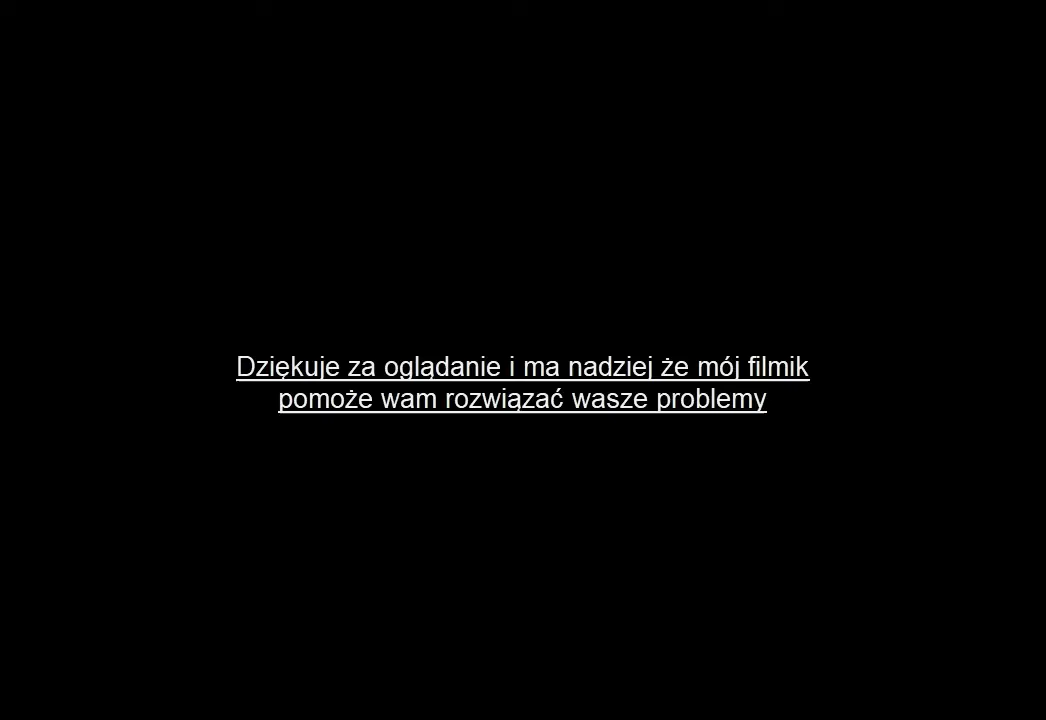 Dziękuje za oglądanie i ma nadziej że mój filmik
pomoże wam rozwiązać wasze problemy